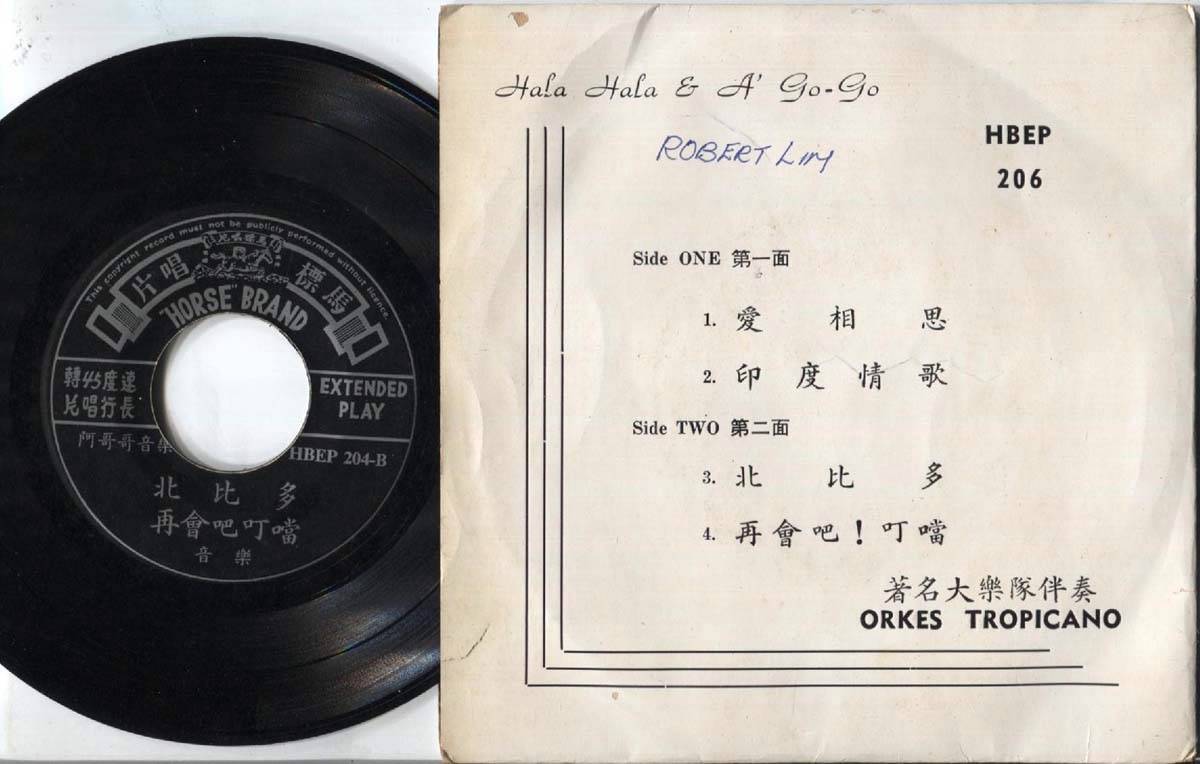 This copyright record must not be publicly performed without licence.
片唱 標馬
"HORSE" BRAND
轉45度速
片唱行長
EXTENDED
PLAY
阿哥哥音樂
HBEP 204-B
北比多
再會吧叮噹
音樂
Hala Hala & A' Go-Go
ROBERT LIM
HBEP
206
Side ONE 第一面
1. 愛相思
2. 印度情歌
Side TWO 第二面
3. 北比多
4. 再會吧！叮噹
著名大樂隊伴奏
ORKES TROPICANO